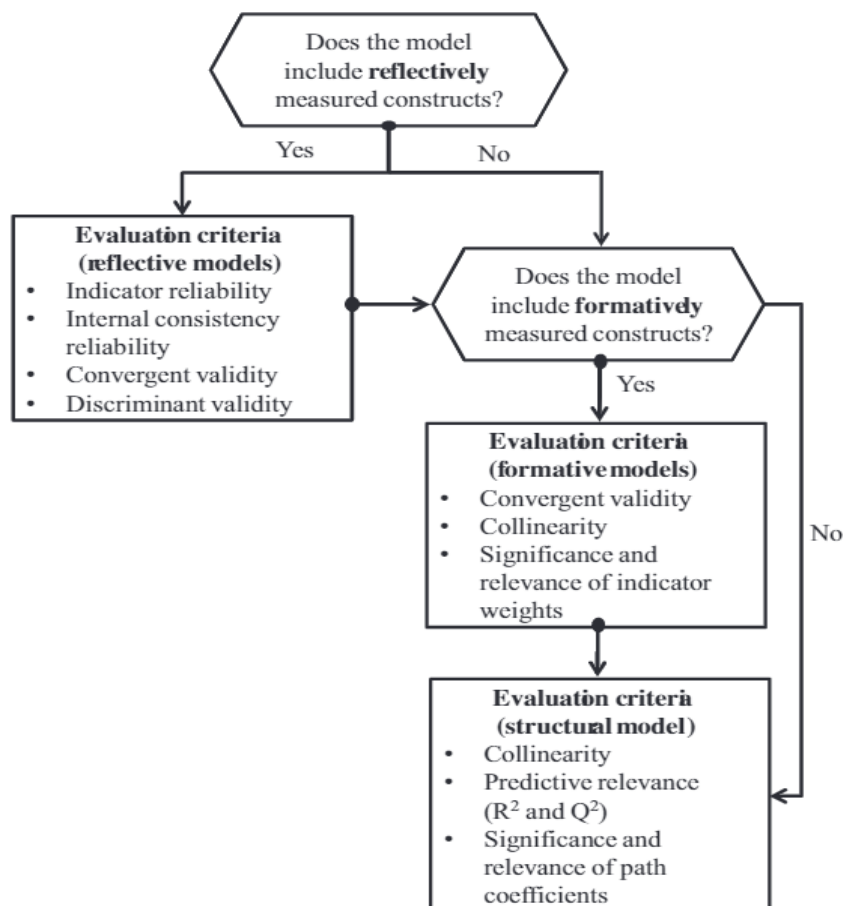 Does the model
include reflectively
measured constructs?
Yes
No
Evaluation criteria
(reflective models)
• Indicator reliability
• Internal consistency
reliability
• Convergent validity
• Discriminant validity
Does the model
include formatively
measured constructs?
Yes
No
Evaluation criteria
(formative models)
• Convergent validity
• Collinearity
• Significance and
relevance of indicator
weights
Evaluation criteria
(structural model)
• Collinearity
• Predictive relevance
(R² and Q²)
• Significance and
relevance of path
coefficients